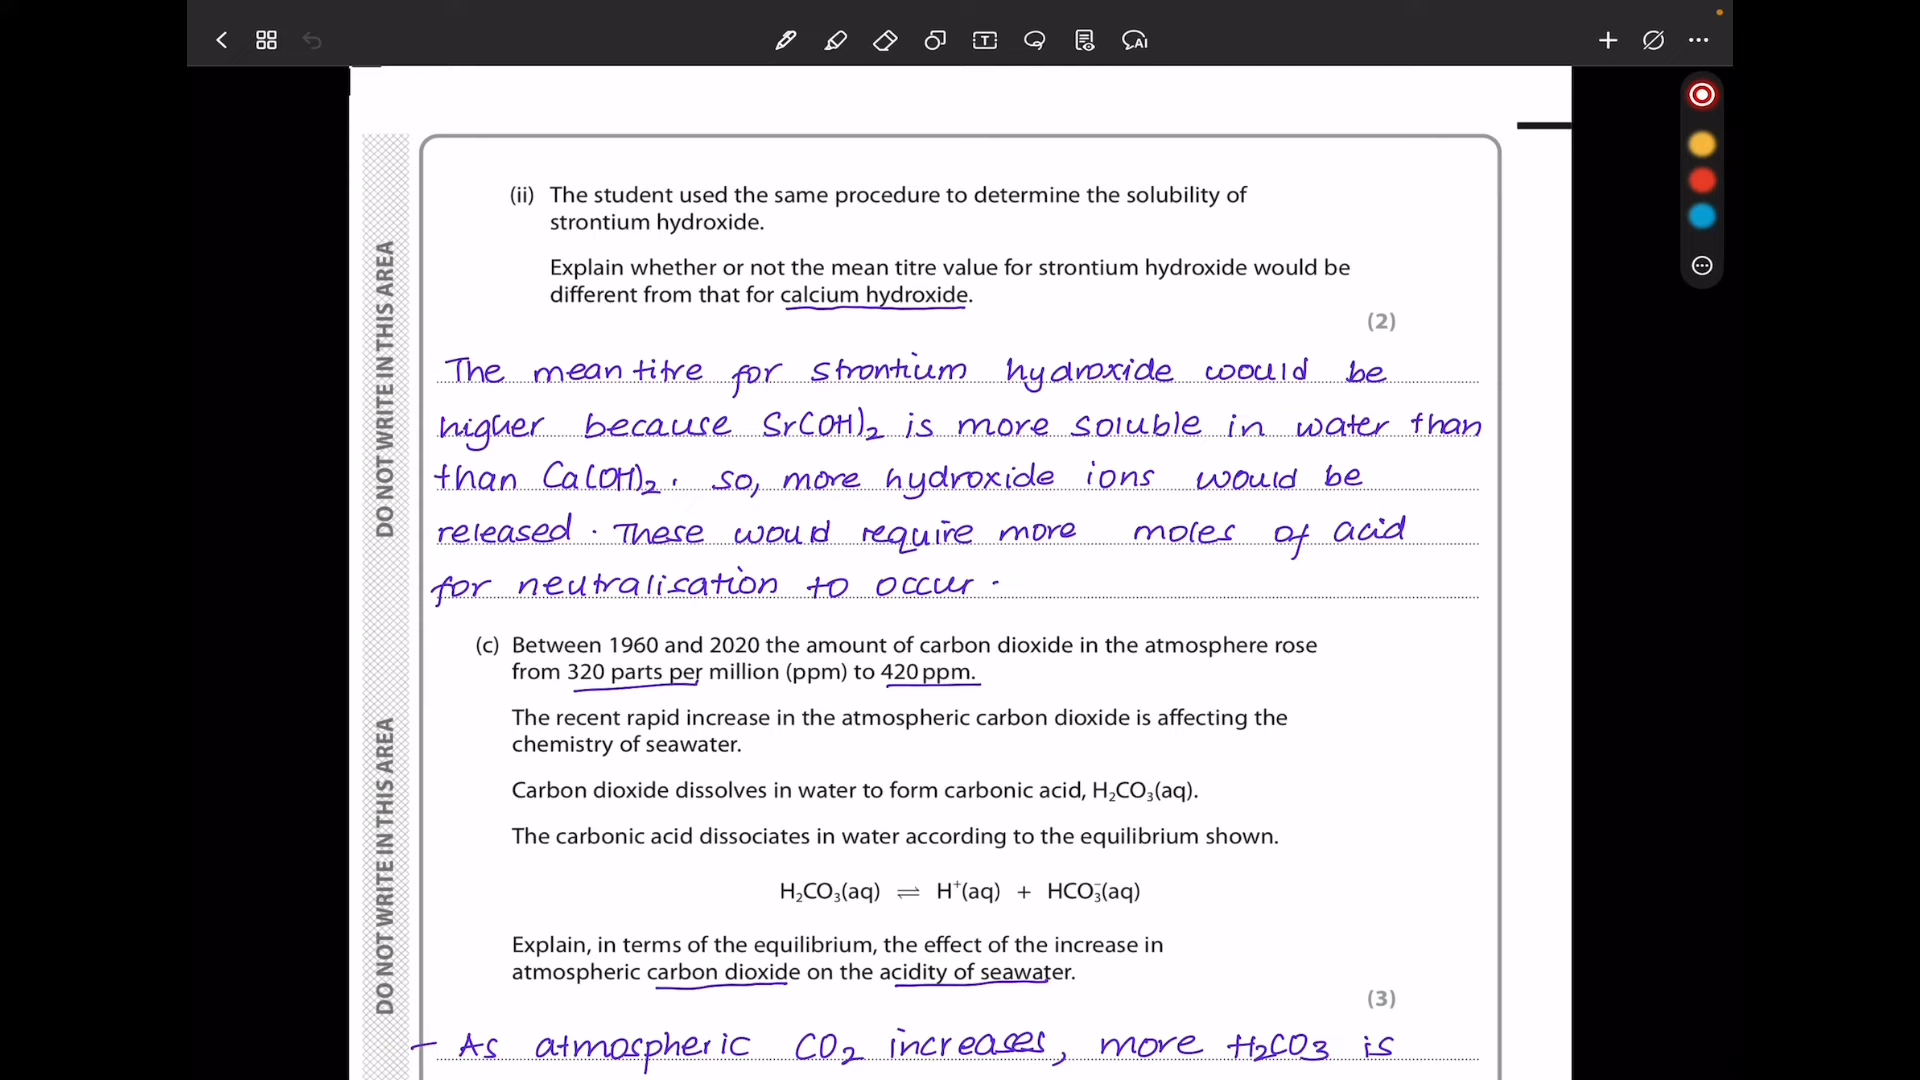 AI
(ii) The student used the same procedure to determine the solubility of
strontium hydroxide.
Explain whether or not the mean titre value for strontium hydroxide would be
different from that for calcium hydroxide.
(2)
The mean titre for strontium hydroxide would be
higher because Sr(OH)₂ is more soluble in water than
than Ca(OH)₂. so, more hydroxide ions would be
released. These would require more moles of acid
for neutralisation to occur.
(c) Between 1960 and 2020 the amount of carbon dioxide in the atmosphere rose
from 320 parts per million (ppm) to 420 ppm.
The recent rapid increase in the atmospheric carbon dioxide is affecting the
chemistry of seawater.
Carbon dioxide dissolves in water to form carbonic acid, H₂CO₃(aq).
The carbonic acid dissociates in water according to the equilibrium shown.
H₂CO₃(aq) ⇌ H⁺(aq) + HCO₃⁻(aq)
Explain, in terms of the equilibrium, the effect of the increase in
atmospheric carbon dioxide on the acidity of seawater.
(3)
– As atmospheric CO₂ increases, more H₂CO₃ is
DO NOT WRITE IN THIS AREA
DO NOT WRITE IN THIS AREA